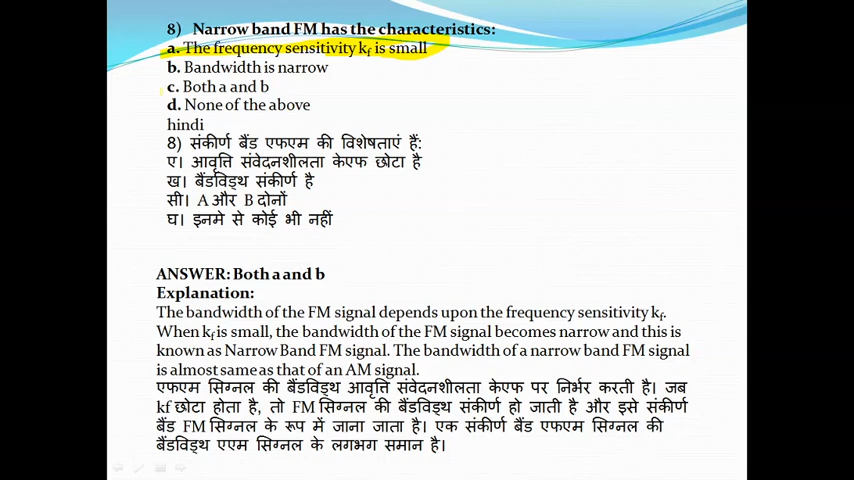 8) Narrow band FM has the characteristics:
a. The frequency sensitivity kf is small
b. Bandwidth is narrow
c. Both a and b
d. None of the above
hindi
8) संकीर्ण बैंड एफएम की विशेषताएं हैं:
ए। आवृत्ति संवेदनशीलता केएफ छोटा है
ख। बैंडविड्थ संकीर्ण है
सी। A और B दोनों
घ। इनमे से कोई भी नहीं
ANSWER: Both a and b
Explanation:
The bandwidth of the FM signal depends upon the frequency sensitivity kf.
When kf is small, the bandwidth of the FM signal becomes narrow and this is
known as Narrow Band FM signal. The bandwidth of a narrow band FM signal
is almost same as that of an AM signal.
एफएम सिग्नल की बैंडविड्थ आवृत्ति संवेदनशीलता केएफ पर निर्भर करती है। जब
kf छोटा होता है, तो FM सिग्नल की बैंडविड्थ संकीर्ण हो जाती है और इसे संकीर्ण
बैंड FM सिग्नल के रूप में जाना जाता है। एक संकीर्ण बैंड एफएम सिग्नल की
बैंडविड्थ एएम सिग्नल के लगभग समान है।